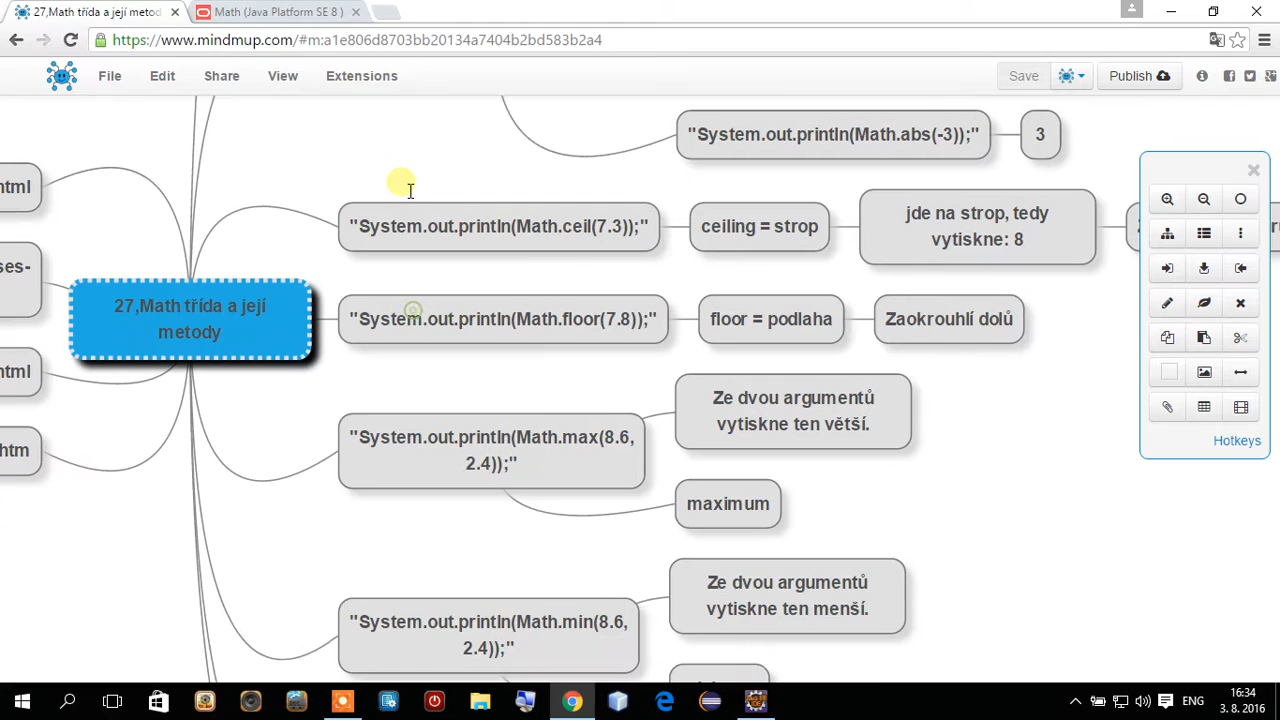 27,Math třída a její metod
Math (Java Platform SE 8 )
https://www.mindmup.com/#m:a1e806d8703bb20134a7404b2bd583b2a4
File Edit Share View Extensions
Save Publish
"System.out.println(Math.abs(-3));"
3
html
"System.out.println(Math.ceil(7.3));"
ceiling = strop
jde na strop, tedy
vytiskne: 8
ses-
27,Math třída a její
metody
"System.out.println(Math.floor(7.8));"
floor = podlaha
Zaokrouhlí dolů
html
htm
"System.out.println(Math.max(8.6,
2.4));"
Ze dvou argumentů
vytiskne ten větší.
maximum
"System.out.println(Math.min(8.6,
2.4));"
Ze dvou argumentů
vytiskne ten menší.
Hotkeys
ENG
16:34
3. 8. 2016